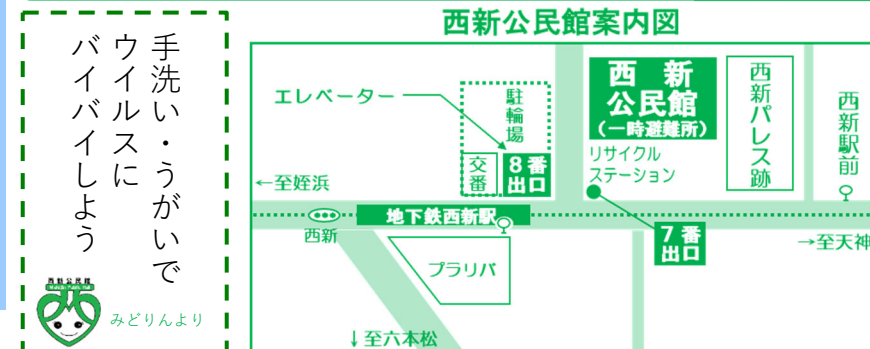 手洗い・うがいで
ウイルスに
バイバイしよう
西新公民館
みどりんより
西新公民館案内図
エレベーター
駐輪場
交番
8番
出口
←至姪浜
西新
地下鉄西新駅
プラリバ
↓至六本松
西 新
公民館
(一時避難所)
リサイクル
ステーション
7番
出口
西新パレス跡
西新駅前
→至天神